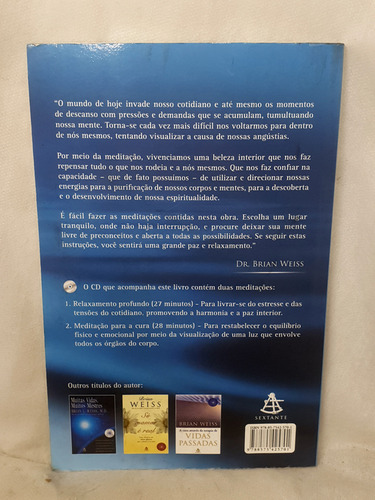 “O mundo de hoje invade nosso cotidiano e até mesmo os momentos
de descanso com pressões e demandas que se acumulam, tumultuando
nossa mente. Torna-se cada vez mais difícil nos voltarmos para dentro
de nós mesmos, tentando visualizar a causa de nossas angústias.
Por meio da meditação, vivenciamos uma beleza interior que nos faz
repensar tudo o que nos rodeia e a nós mesmos. Que nos faz confiar na
capacidade – que de fato possuímos – de utilizar e direcionar nossas
energias para a purificação de nossos corpos e mentes, para a descoberta
e o desenvolvimento de nossa espiritualidade.
É fácil fazer as meditações contidas nesta obra. Escolha um lugar
tranquilo, onde não haja interrupção, e procure deixar sua mente
livre de preconceitos e aberta a todas as possibilidades. Se seguir estas
instruções, você sentirá uma grande paz e relaxamento.”
Dr. Brian Weiss
O CD que acompanha este livro contém duas meditações:
1. Relaxamento profundo (27 minutos) – Para livrar-se do estresse e das
tensões do cotidiano, promovendo a harmonia e a paz interior.
2. Meditação para a cura (28 minutos) – Para restabelecer o equilíbrio
físico e emocional por meio da visualização de uma luz que envolve
todos os órgãos do corpo.
Outros títulos do autor:
Muitas Vidas,
Muitos Mestres
Brian
WEISS
Só o
amor
é real
BRIAN WEISS
VIDAS
PASSADAS
SEXTANTE